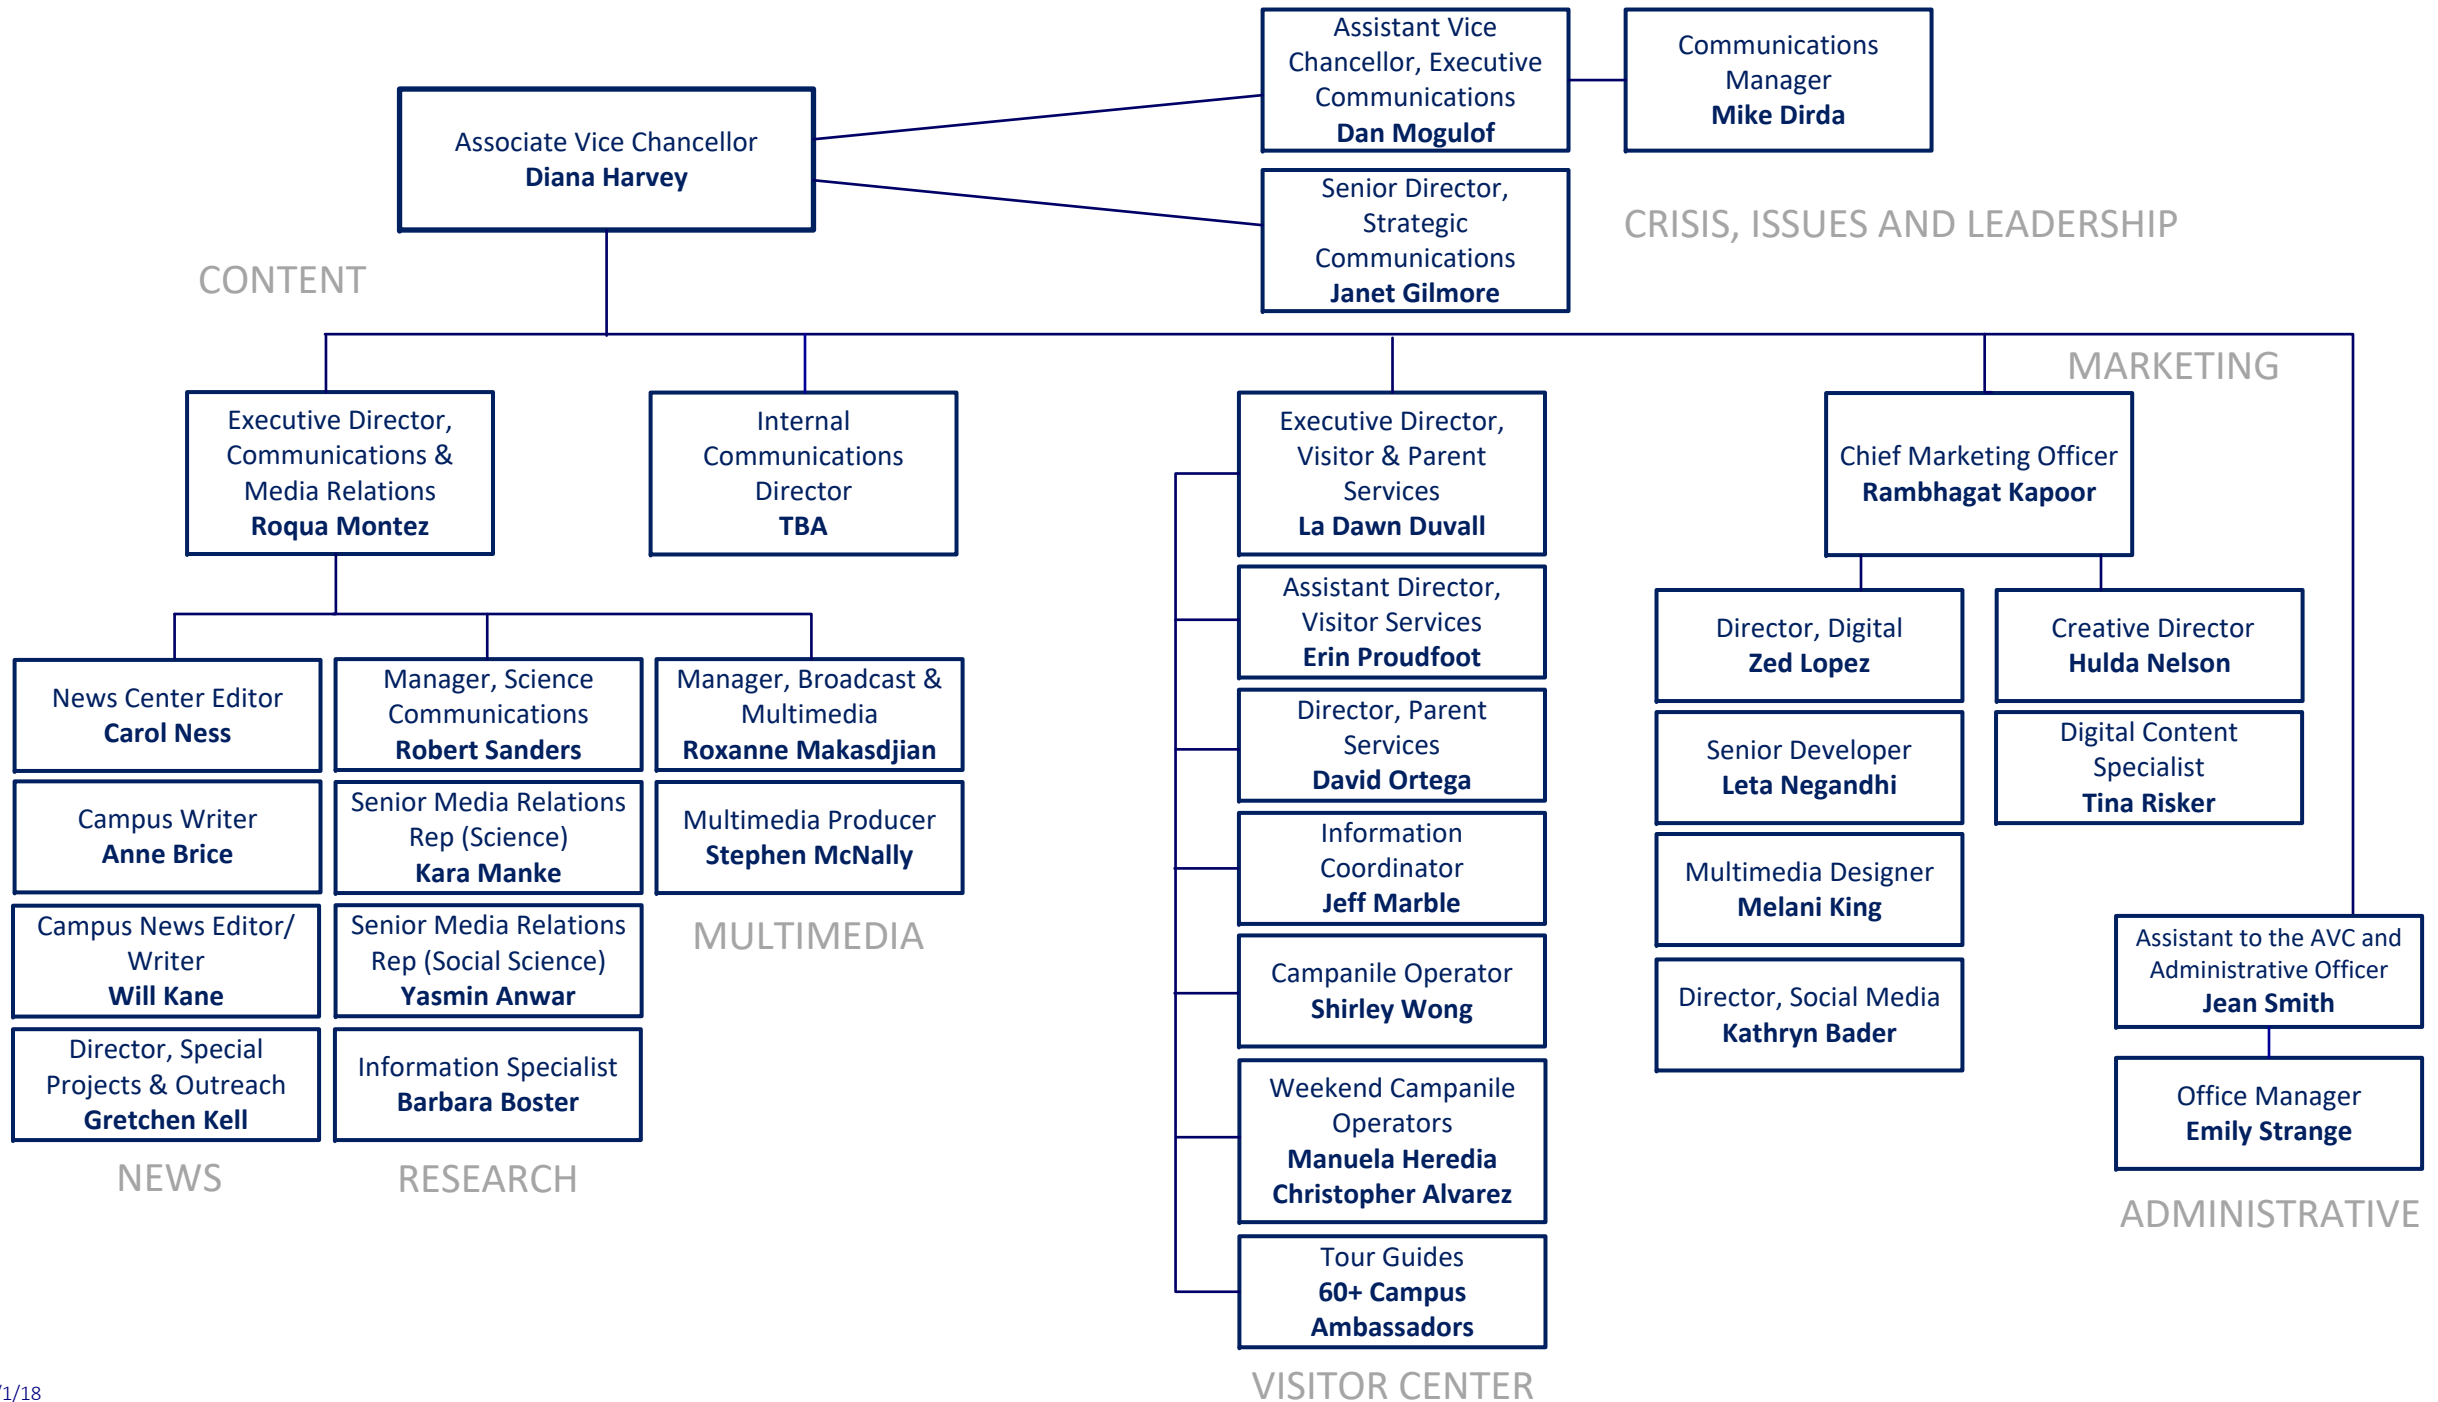 Assistant Vice
Chancellor, Executive
Communications
Dan Mogulof
Communications
Manager
Mike Dirda
Associate Vice Chancellor
Diana Harvey
Senior Director,
Strategic
Communications
Janet Gilmore
CRISIS, ISSUES AND LEADERSHIP
CONTENT
MARKETING
Executive Director,
Communications &
Media Relations
Roqua Montez
Internal
Communications
Director
TBA
Executive Director,
Visitor & Parent
Services
La Dawn Duvall
Chief Marketing Officer
Rambhagat Kapoor
News Center Editor
Carol Ness
Campus Writer
Anne Brice
Campus News Editor/
Writer
Will Kane
Director, Special
Projects & Outreach
Gretchen Kell
NEWS
Manager, Science
Communications
Robert Sanders
Senior Media Relations
Rep (Science)
Kara Manke
Senior Media Relations
Rep (Social Science)
Yasmin Anwar
Information Specialist
Barbara Boster
RESEARCH
Manager, Broadcast &
Multimedia
Roxanne Makasdjian
Multimedia Producer
Stephen McNally
MULTIMEDIA
Assistant Director,
Visitor Services
Erin Proudfoot
Director, Parent
Services
David Ortega
Information
Coordinator
Jeff Marble
Campanile Operator
Shirley Wong
Weekend Campanile
Operators
Manuela Heredia
Christopher Alvarez
Tour Guides
60+ Campus
Ambassadors
VISITOR CENTER
Director, Digital
Zed Lopez
Senior Developer
Leta Negandhi
Multimedia Designer
Melani King
Director, Social Media
Kathryn Bader
Creative Director
Hulda Nelson
Digital Content
Specialist
Tina Risker
Assistant to the AVC and
Administrative Officer
Jean Smith
Office Manager
Emily Strange
ADMINISTRATIVE
/1/18